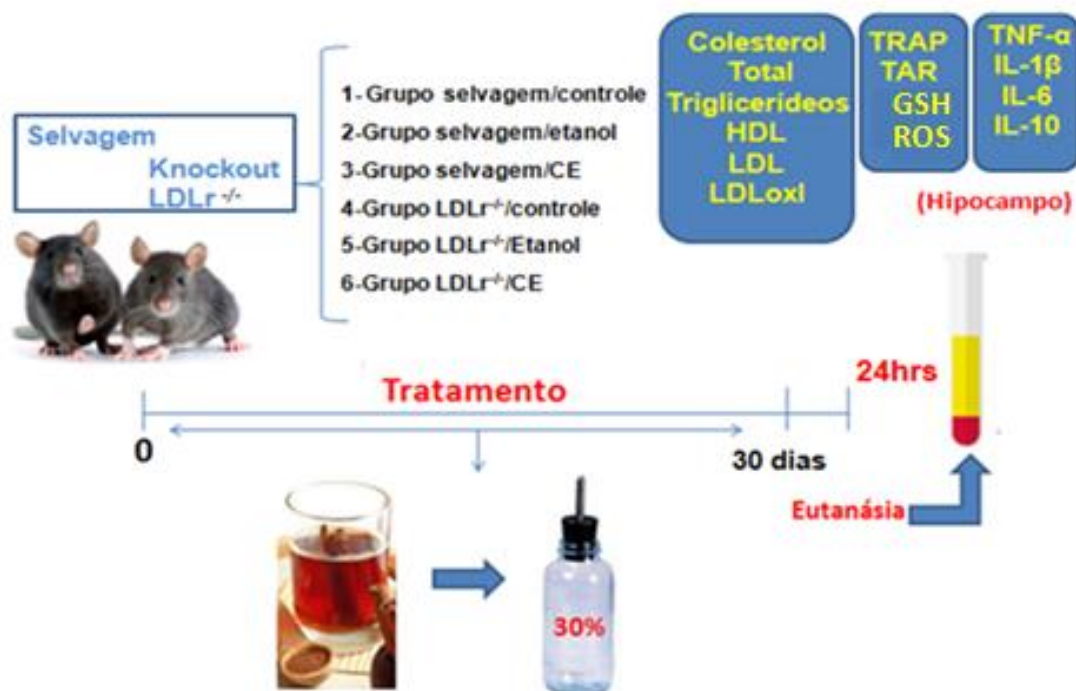 Selvagem
Knockout
LDLr -/-
1-Grupo selvagem/controle
2-Grupo selvagem/etanol
3-Grupo selvagem/CE
4-Grupo LDLr-/-/controle
5-Grupo LDLr-/-/Etanol
6-Grupo LDLr-/-/CE
Colesterol
Total
Triglicerídeos
HDL
LDL
LDLoxI
TRAP
TAR
GSH
ROS
TNF-α
IL-1β
IL-6
IL-10
(Hipocampo)
Tratamento
24hrs
0
30 dias
Eutanásia
30%